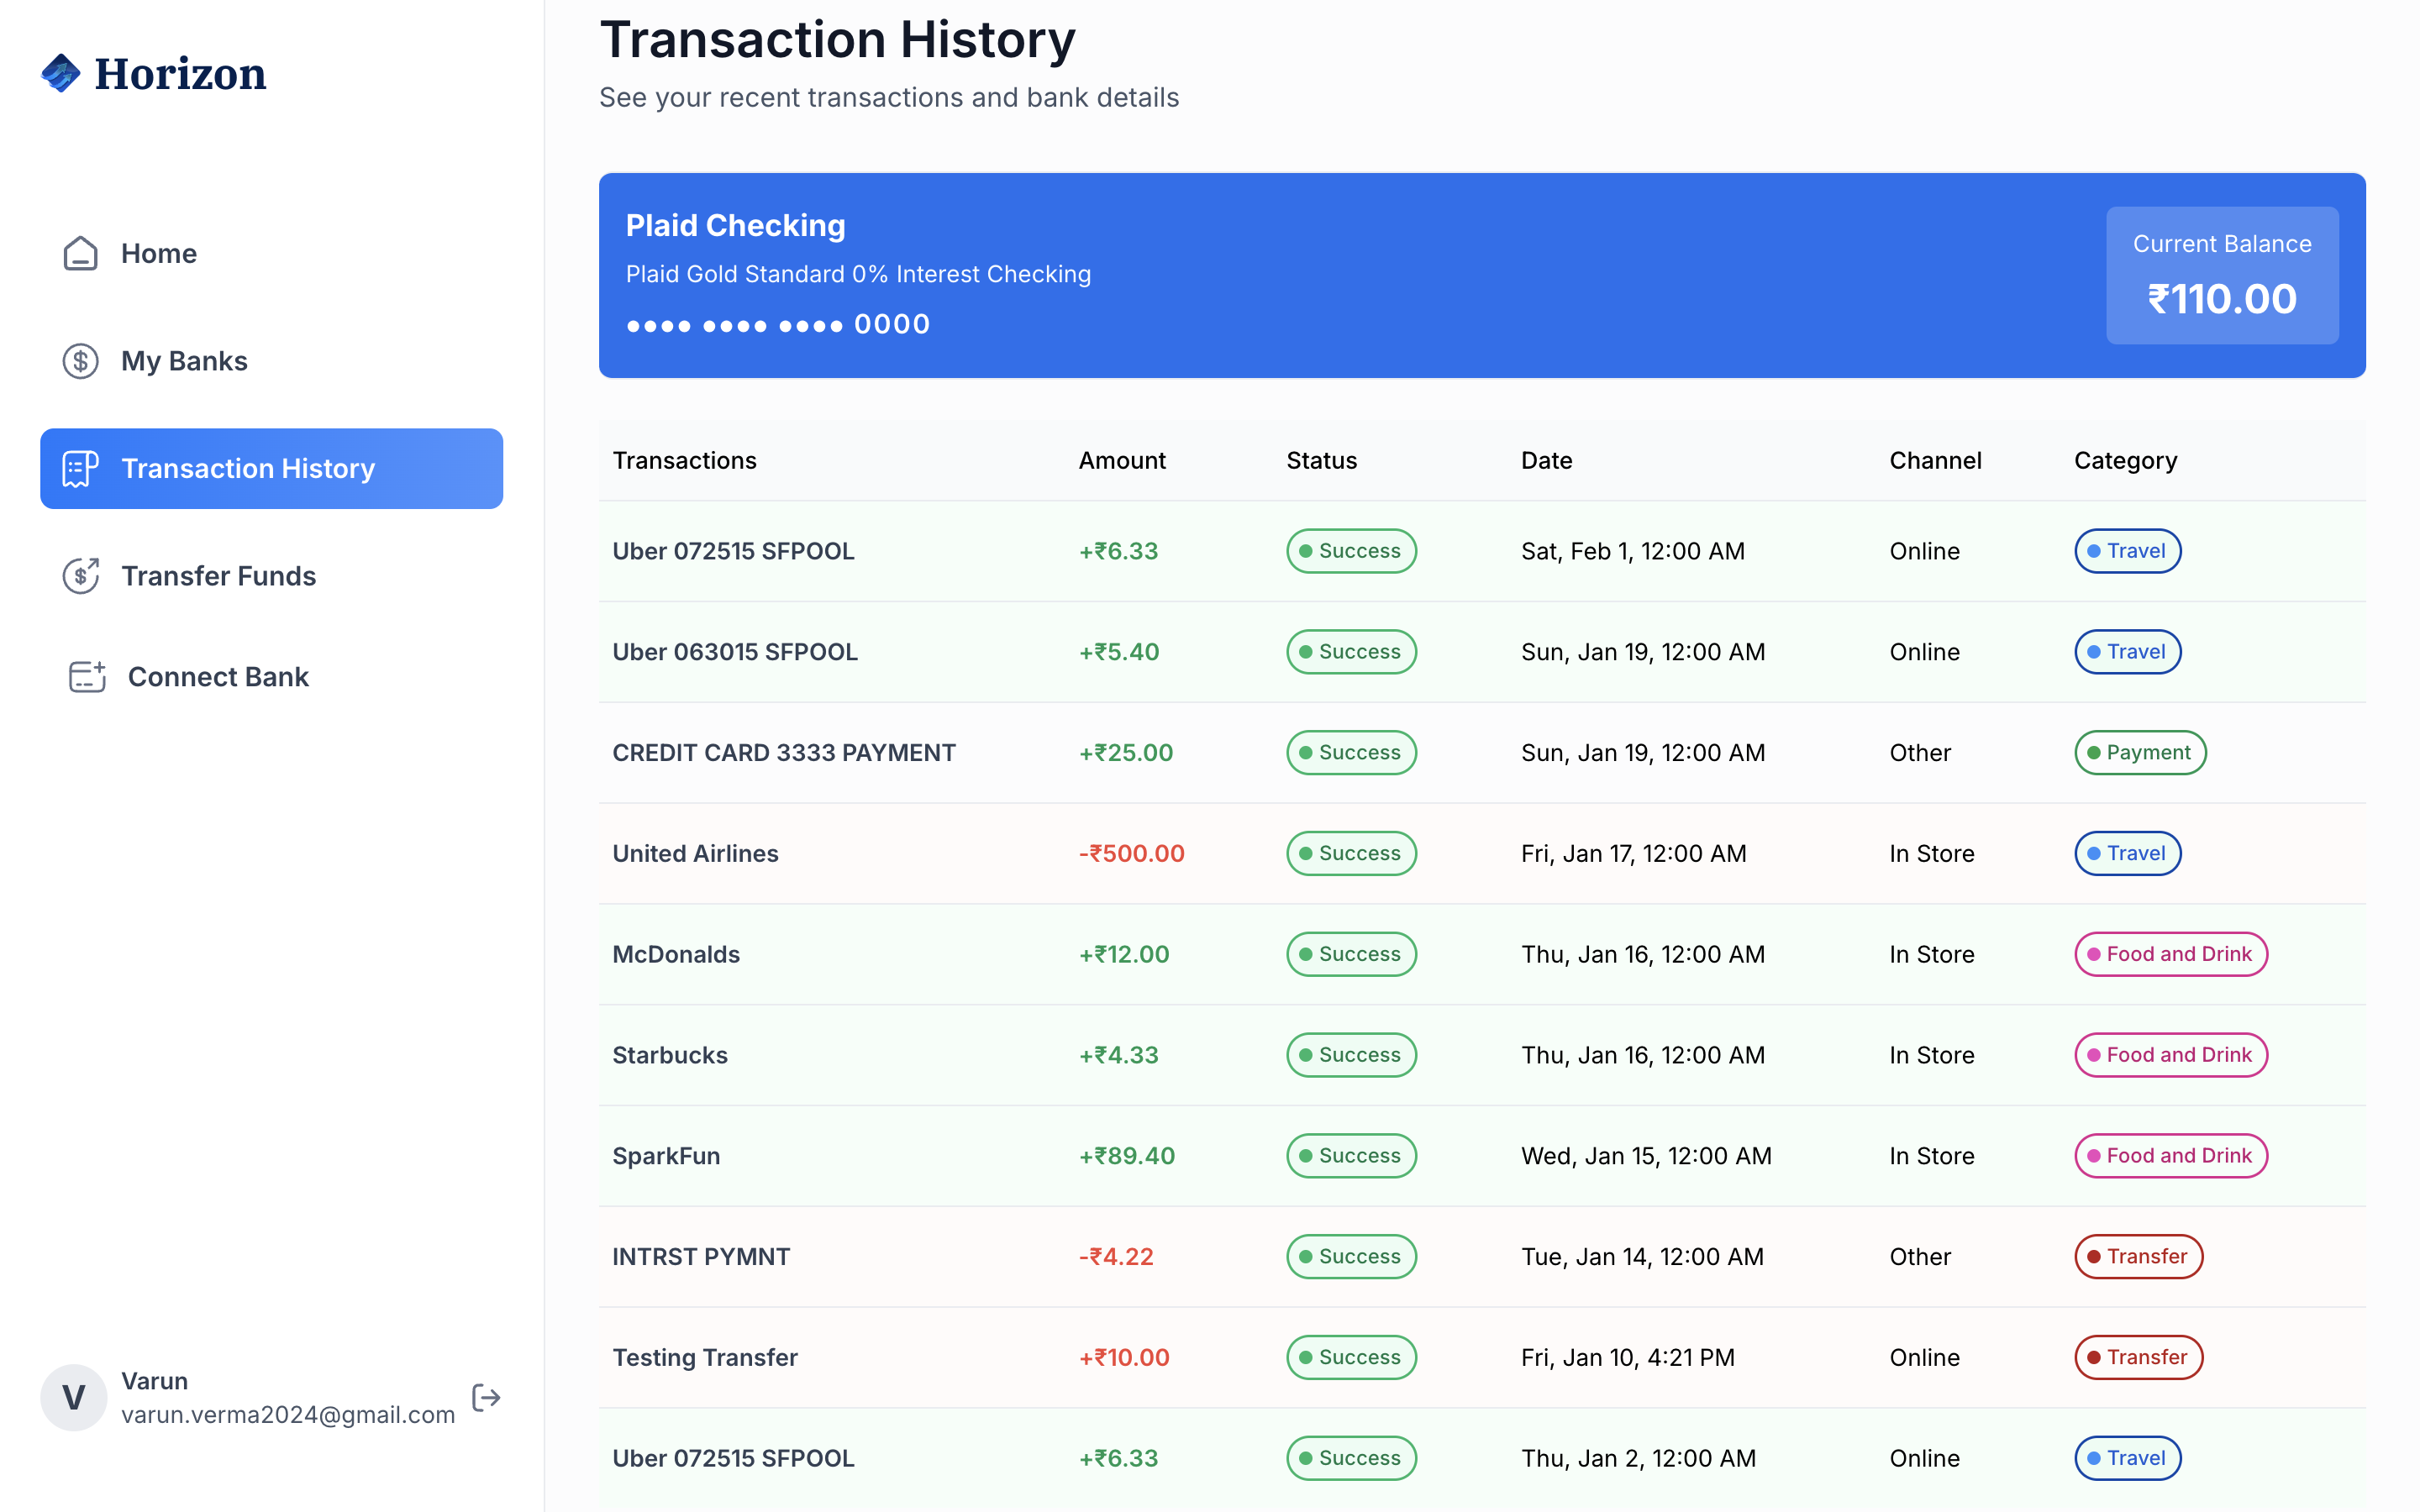 Horizon
Home
My Banks
Transaction History
Transfer Funds
Connect Bank
V
Varun
varun.verma2024@gmail.com
Transaction History
See your recent transactions and bank details
Plaid Checking
Plaid Gold Standard 0% Interest Checking
●●●● ●●●● ●●●● 0000
Current Balance
₹110.00
Transactions Amount Status Date Channel Category
Uber 072515 SFPOOL +₹6.33 Success Sat, Feb 1, 12:00 AM Online Travel
Uber 063015 SFPOOL +₹5.40 Success Sun, Jan 19, 12:00 AM Online Travel
CREDIT CARD 3333 PAYMENT +₹25.00 Success Sun, Jan 19, 12:00 AM Other Payment
United Airlines -₹500.00 Success Fri, Jan 17, 12:00 AM In Store Travel
McDonalds +₹12.00 Success Thu, Jan 16, 12:00 AM In Store Food and Drink
Starbucks +₹4.33 Success Thu, Jan 16, 12:00 AM In Store Food and Drink
SparkFun +₹89.40 Success Wed, Jan 15, 12:00 AM In Store Food and Drink
INTRST PYMNT -₹4.22 Success Tue, Jan 14, 12:00 AM Other Transfer
Testing Transfer +₹10.00 Success Fri, Jan 10, 4:21 PM Online Transfer
Uber 072515 SFPOOL +₹6.33 Success Thu, Jan 2, 12:00 AM Online Travel